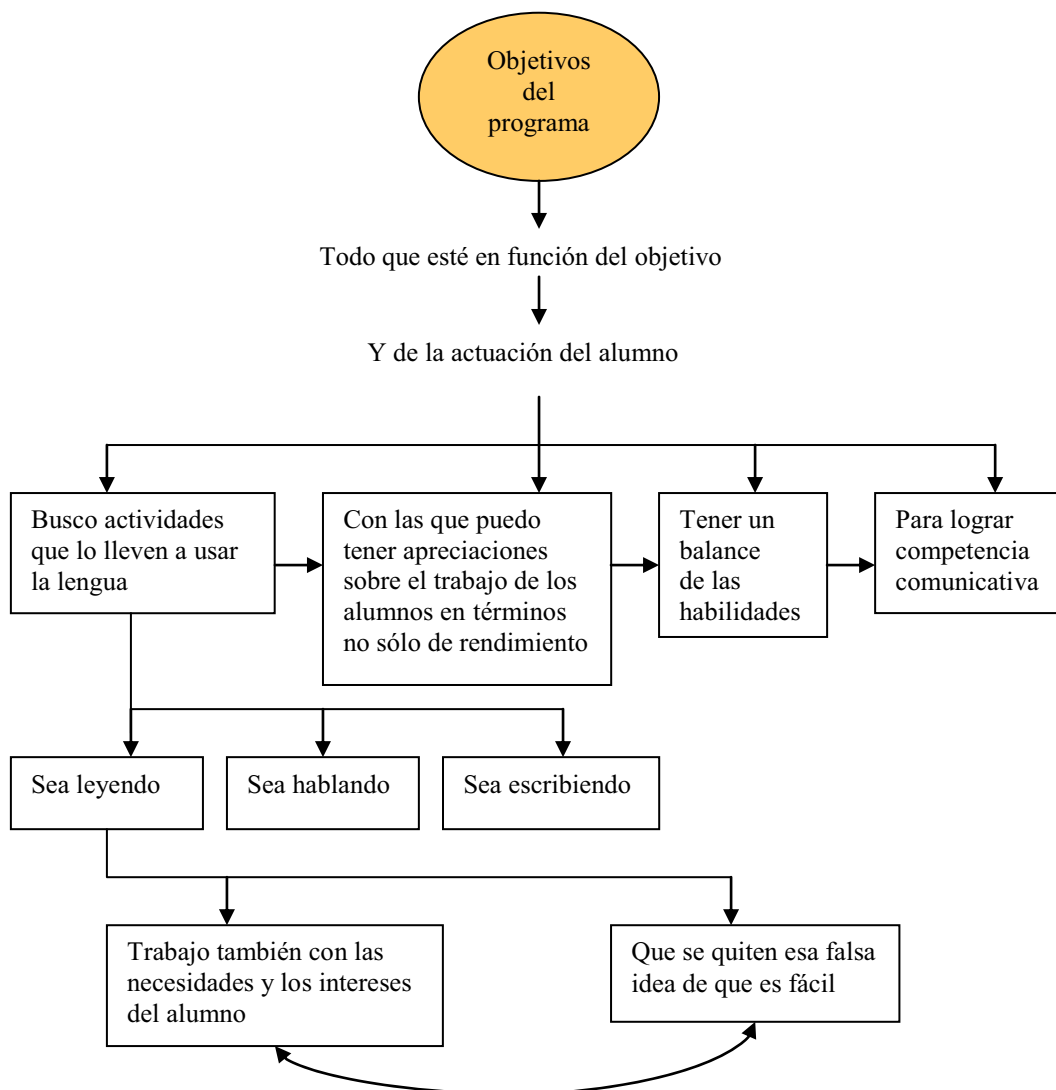 Objetivos
del
programa
Todo que esté en función del objetivo
Y de la actuación del alumno
Busco actividades
que lo lleven a usar
la lengua
Con las que puedo
tener apreciaciones
sobre el trabajo de los
alumnos en términos
no sólo de rendimiento
Tener un
balance
de las
habilidades
Para lograr
competencia
comunicativa
Sea leyendo
Sea hablando
Sea escribiendo
Trabajo también con las
necesidades y los intereses
del alumno
Que se quiten esa falsa
idea de que es fácil